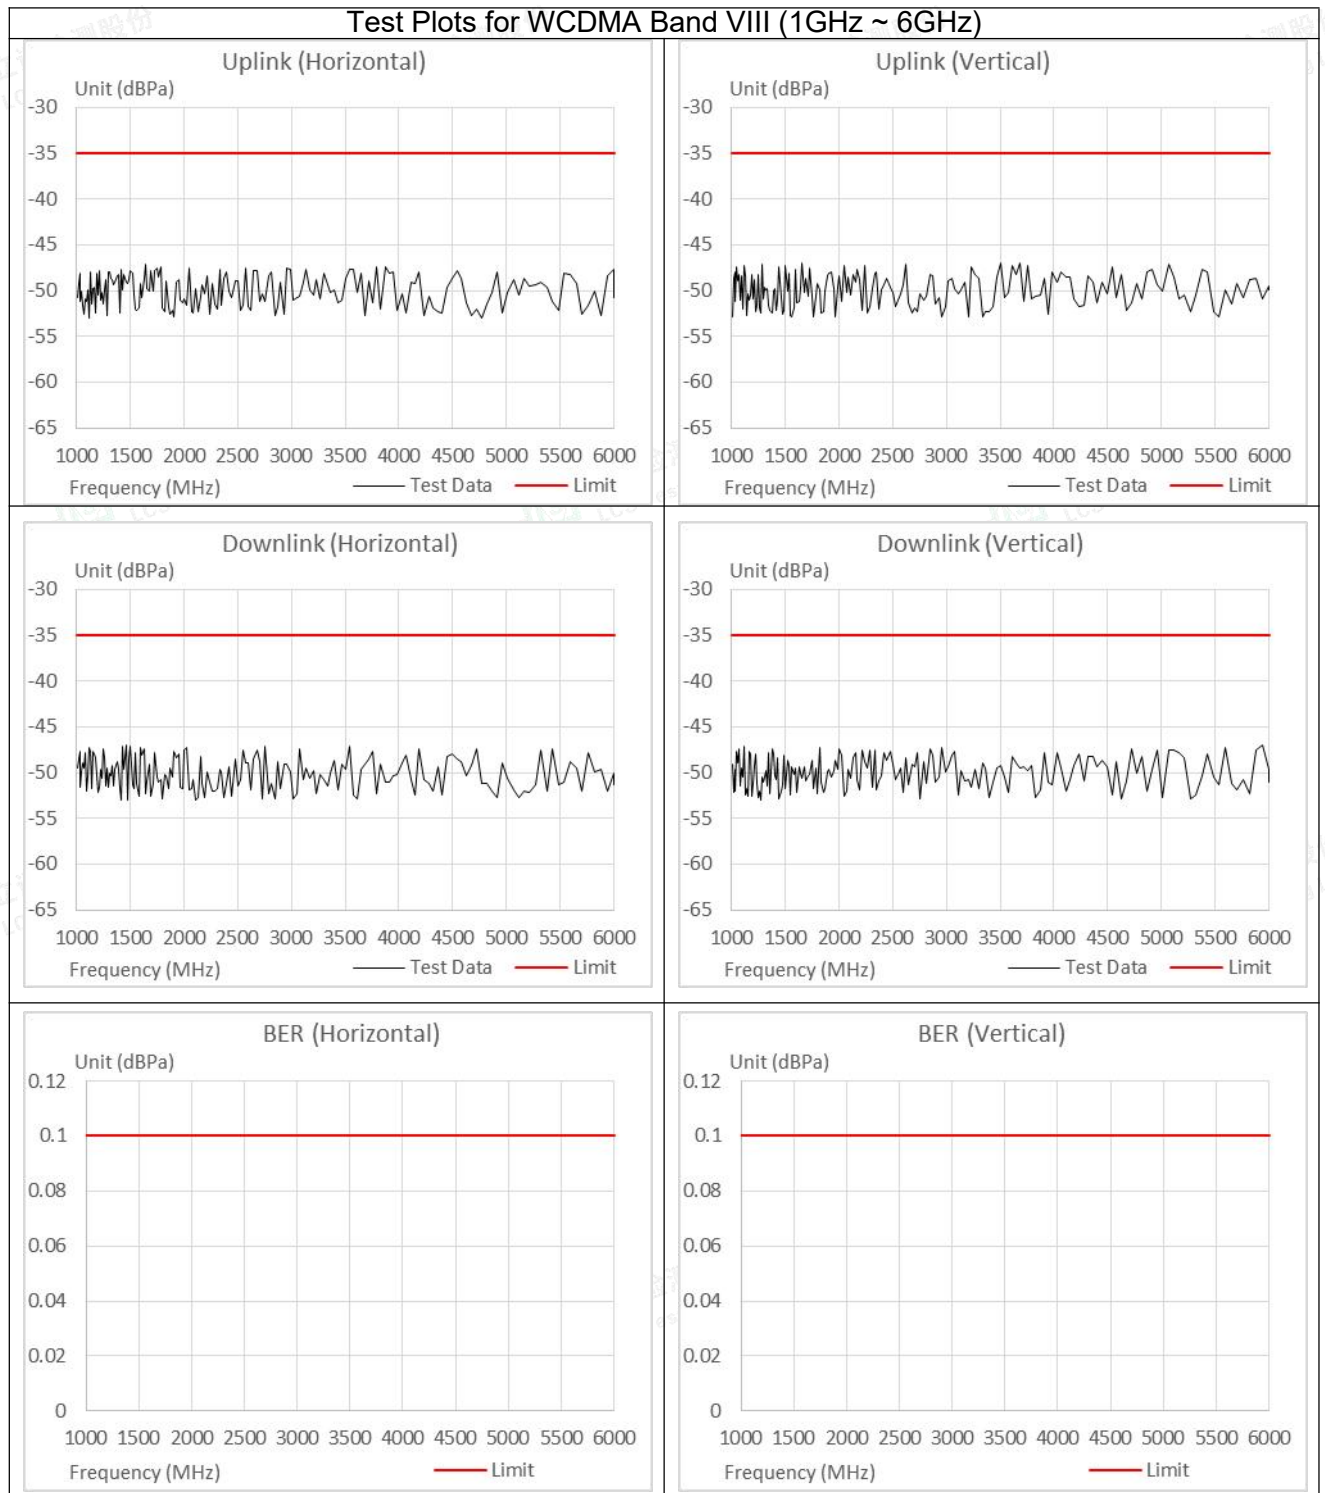 Test Plots for WCDMA Band VIII (1GHz ~ 6GHz)
Uplink (Horizontal)
Unit (dBPa)
-30
-35
-40
-45
-50
-55
-60
-65
1000 1500 2000 2500 3000 3500 4000 4500 5000 5500 6000
Frequency (MHz) Test Data Limit
Uplink (Vertical)
Unit (dBPa)
-30
-35
-40
-45
-50
-55
-60
-65
1000 1500 2000 2500 3000 3500 4000 4500 5000 5500 6000
Frequency (MHz) Test Data Limit
Downlink (Horizontal)
Unit (dBPa)
-30
-35
-40
-45
-50
-55
-60
-65
1000 1500 2000 2500 3000 3500 4000 4500 5000 5500 6000
Frequency (MHz) Test Data Limit
Downlink (Vertical)
Unit (dBPa)
-30
-35
-40
-45
-50
-55
-60
-65
1000 1500 2000 2500 3000 3500 4000 4500 5000 5500 6000
Frequency (MHz) Test Data Limit
BER (Horizontal)
Unit (dBPa)
0.12
0.1
0.08
0.06
0.04
0.02
0
1000 1500 2000 2500 3000 3500 4000 4500 5000 5500 6000
Frequency (MHz) Limit
BER (Vertical)
Unit (dBPa)
0.12
0.1
0.08
0.06
0.04
0.02
0
1000 1500 2000 2500 3000 3500 4000 4500 5000 5500 6000
Frequency (MHz) Limit